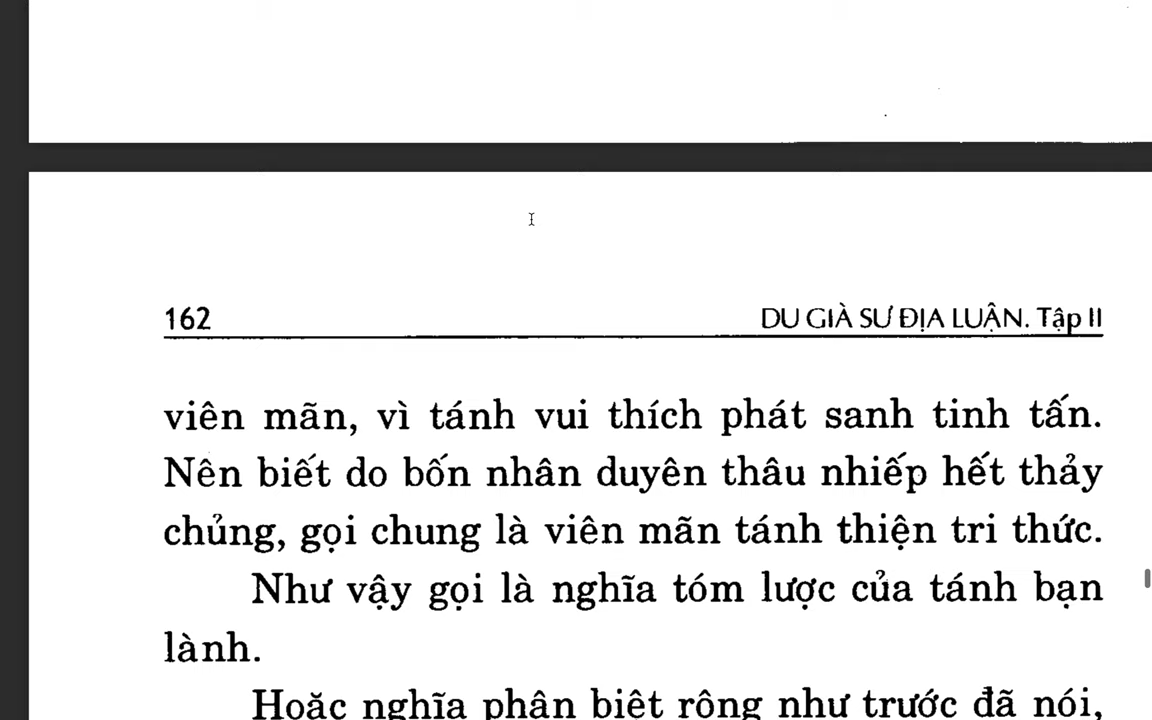 162
DU GIÀ SƯ ĐỊA LUẬN. Tập II
viên mãn, vì tánh vui thích phát sanh tinh tấn.
Nên biết do bốn nhân duyên thâu nhiếp hết thảy
chủng, gọi chung là viên mãn tánh thiện tri thức.
Như vậy gọi là nghĩa tóm lược của tánh bạn
lành.
Hoặc nghĩa phân biệt rộng như trước đã nói,